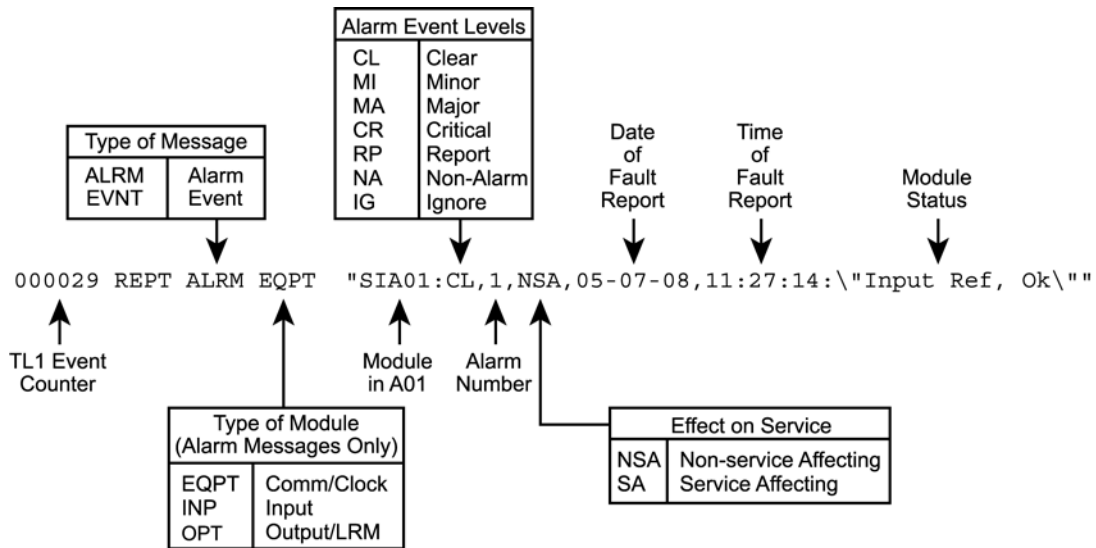 Alarm Event Levels
CL Clear
MI Minor
MA Major
CR Critical
RP Report
NA Non-Alarm
IG Ignore
Type of Message
ALRM Alarm
EVNT Event
Date
of
Fault
Report
Time
of
Fault
Report
Module
Status
000029 REPT ALRM EQPT "SIA01:CL,1,NSA,05-07-08,11:27:14:\"Input Ref, Ok\""
TL1 Event
Counter
Module
in A01
Alarm
Number
Type of Module
(Alarm Messages Only)
EQPT Comm/Clock
INP Input
OPT Output/LRM
Effect on Service
NSA Non-service Affecting
SA Service Affecting